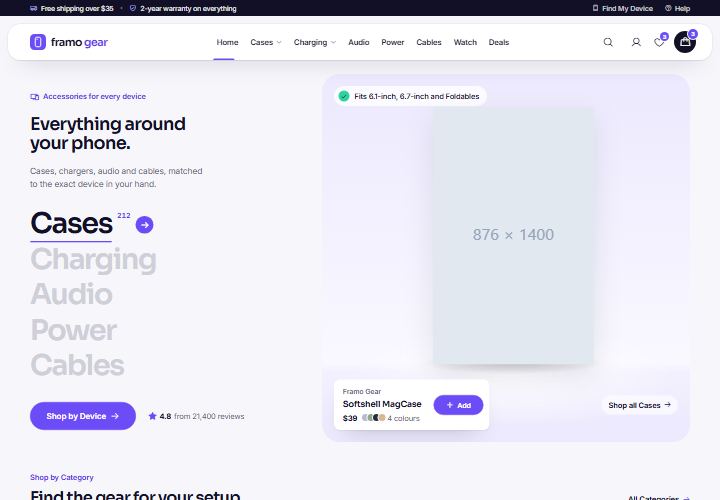 Free shipping over $35
2-year warranty on everything
Find My Device
Help
framo gear
Home
Cases
Charging
Audio
Power
Cables
Watch
Deals
3
3
Accessories for every device
Everything around
your phone.
Cases, chargers, audio and cables, matched
to the exact device in your hand.
Cases 212
Charging
Audio
Power
Cables
Shop by Device
4.8 from 21,400 reviews
Fits 6.1-inch, 6.7-inch and Foldables
876 × 1400
Framo Gear
Softshell MagCase
$39 4 colours
Add
Shop all Cases
Shop by Category
Find the gear for your setup
All Categories